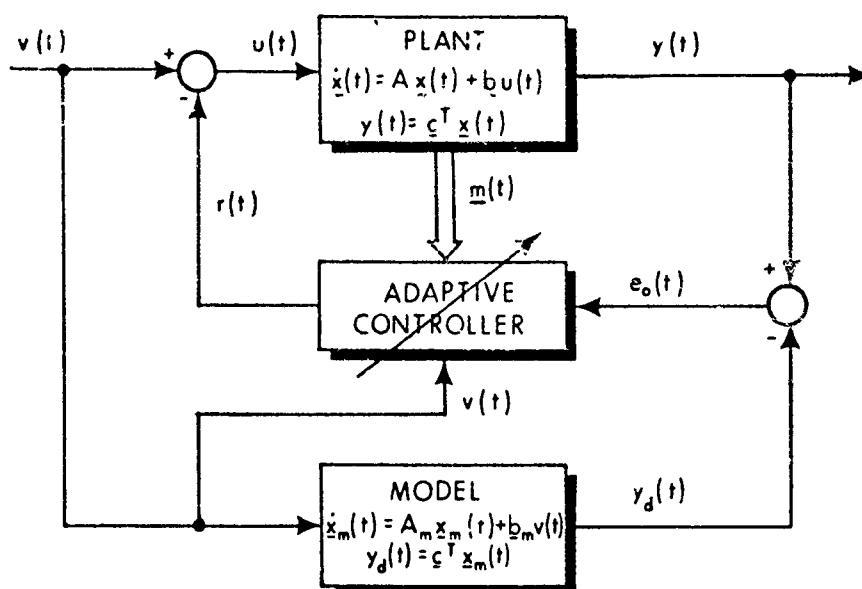 v(t)
+
-
u(t)
PLANT
ẋ(t) = A x(t) + b u(t)
y(t) = cᵀ x(t)
y(t)
r(t)
m(t)
ADAPTIVE
CONTROLLER
e₀(t)
+
-
v(t)
MODEL
ẋₘ(t) = Aₘ xₘ(t) + bₘ v(t)
y_d(t) = cᵀ xₘ(t)
y_d(t)